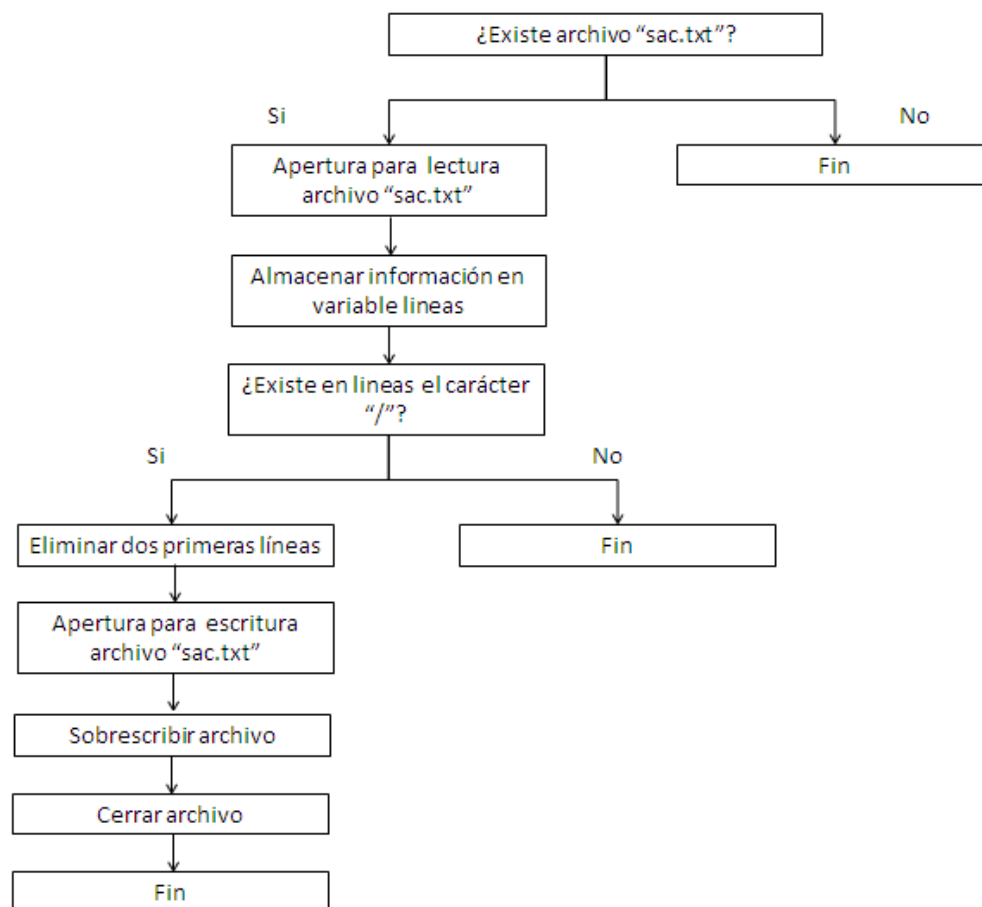 ¿Existe archivo “sac.txt”?
Si
No
Apertura para lectura
archivo “sac.txt”
Fin
Almacenar información en
variable lineas
¿Existe en lineas el carácter
“/”?
Si
No
Eliminar dos primeras líneas
Fin
Apertura para escritura
archivo “sac.txt”
Sobrescribir archivo
Cerrar archivo
Fin